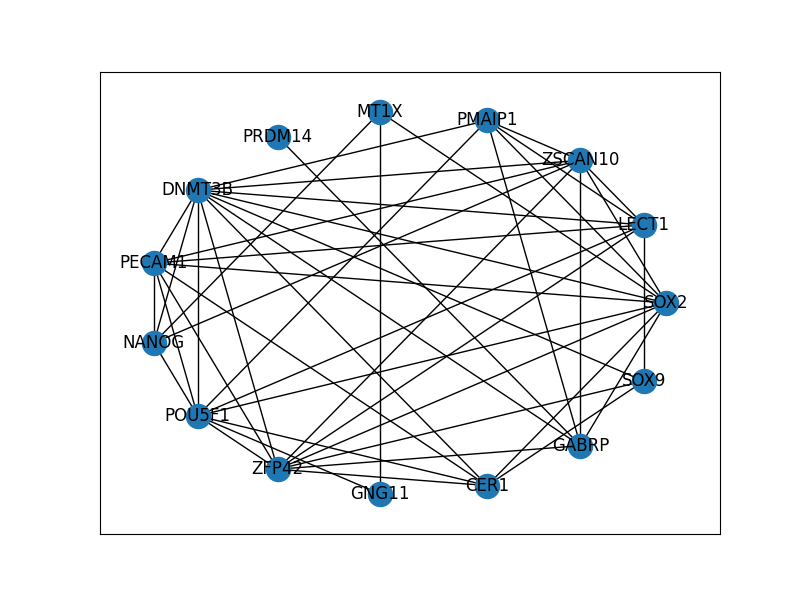 MT1X
PMAIP1
PRDM14
ZSCAN10
DNMT3B
LECT1
PECAM1
SOX2
NANOG
SOX9
POU5F1
GABRP
ZFP42
CER1
GNG11